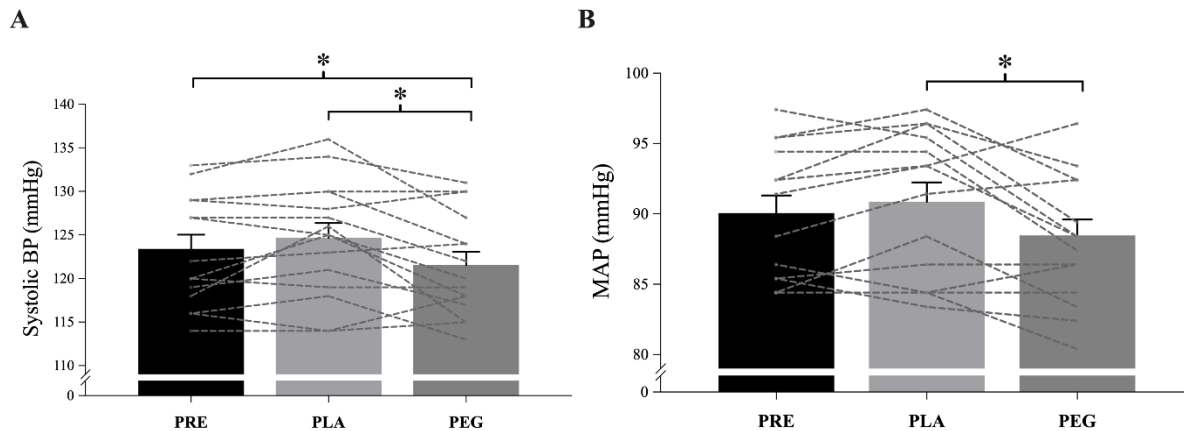 A
*
*
Systolic BP (mmHg)
140
135
130
125
120
115
110
0
PRE PLA PEG
B
*
MAP (mmHg)
100
95
90
85
80
0
PRE PLA PEG